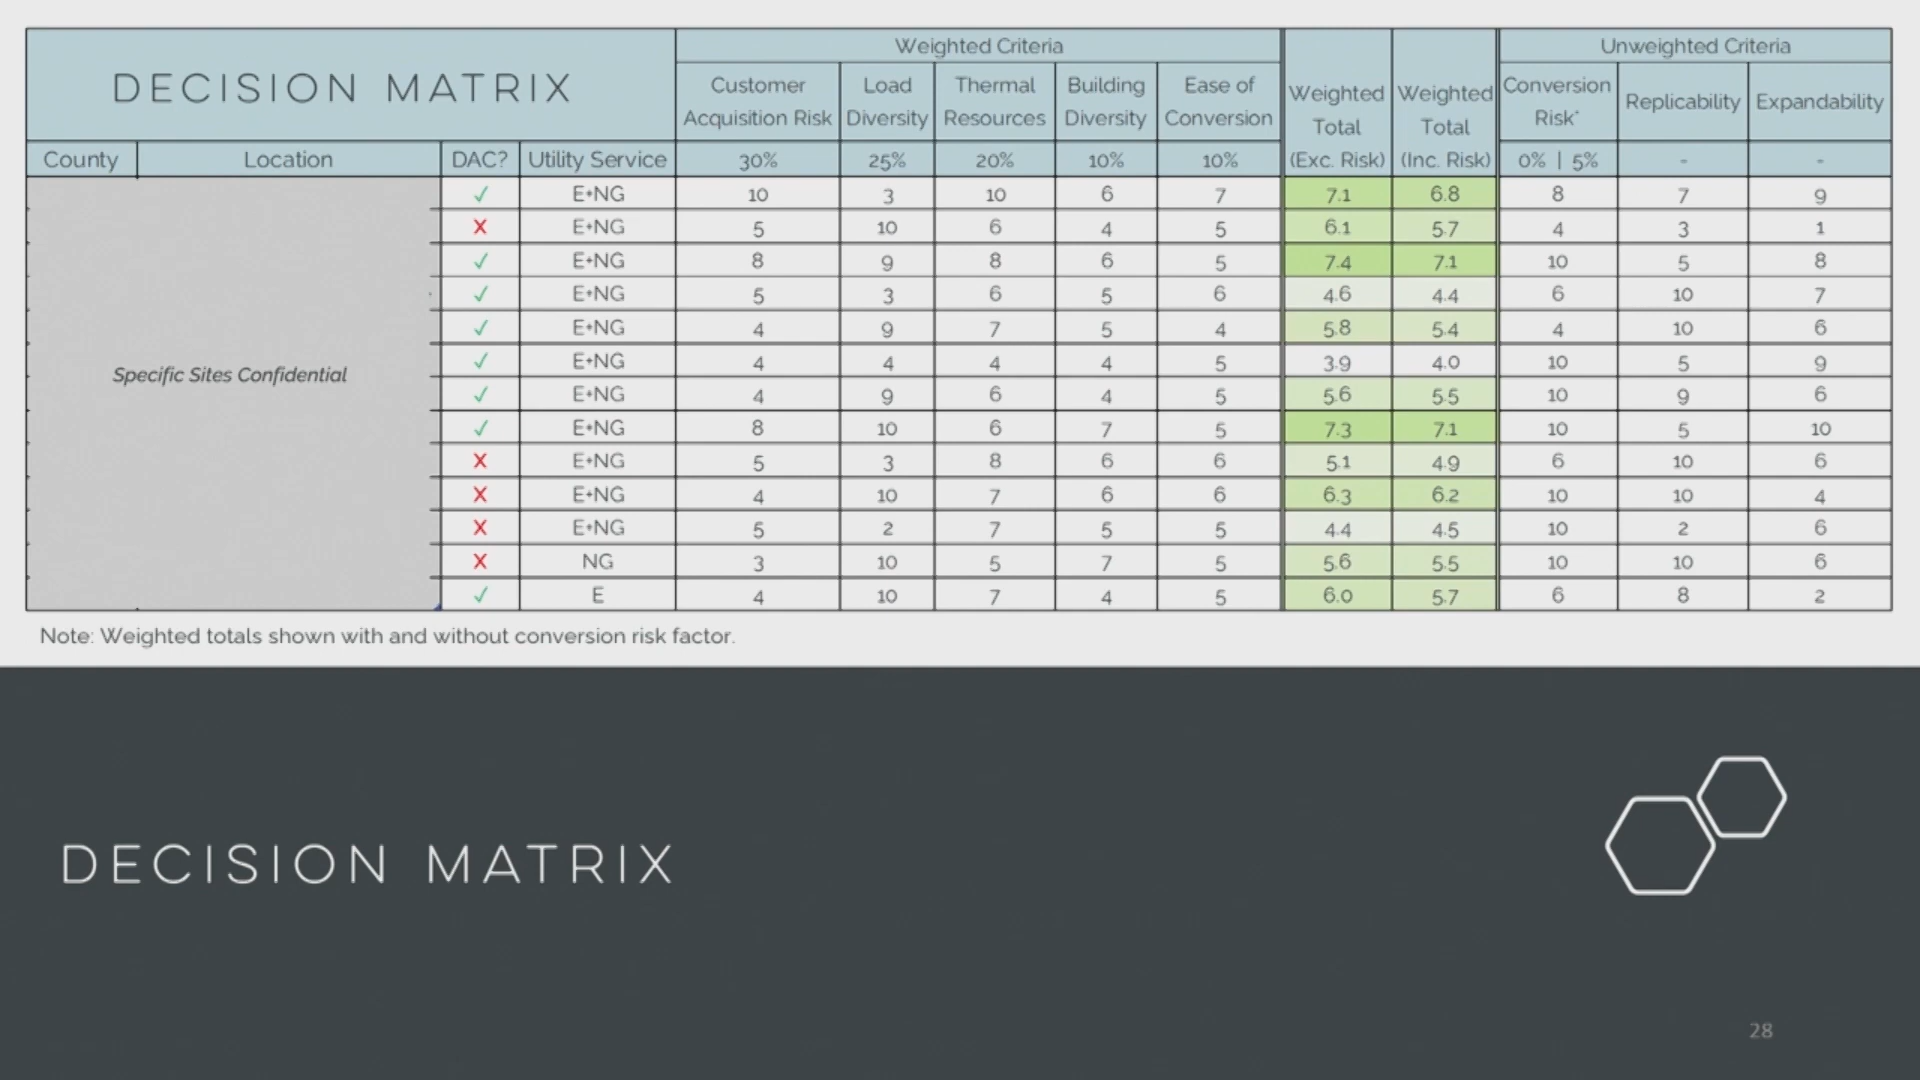 DECISION MATRIX
Weighted Criteria
Unweighted Criteria
Customer Acquisition Risk
Load Diversity
Thermal Resources
Building Diversity
Ease of Conversion
Weighted Total (Exc. Risk)
Weighted Total (Inc. Risk)
Conversion Risk*
Replicability
Expandability
County Location DAC? Utility Service 30% 25% 20% 10% 10% 0% | 5% - -
✓ E+NG 10 3 10 6 7 7.1 6.8 8 7 9
X E+NG 5 10 6 4 5 6.1 5.7 4 3 1
✓ E+NG 8 9 8 6 5 7.4 7.1 10 5 8
✓ E+NG 5 3 6 5 6 4.6 4.4 6 10 7
✓ E+NG 4 9 7 5 4 5.8 5.4 4 10 6
✓ E+NG 4 4 4 4 5 3.9 4.0 10 5 9
Specific Sites Confidential
✓ E+NG 4 9 6 4 5 5.6 5.5 10 9 6
✓ E+NG 8 10 6 7 5 7.3 7.1 10 5 10
X E+NG 5 3 8 6 6 5.1 4.9 6 10 6
X E+NG 4 10 7 6 6 6.3 6.2 10 10 4
X E+NG 5 2 7 5 5 4.4 4.5 10 2 6
X NG 3 10 5 7 5 5.6 5.5 10 10 6
✓ E 4 10 7 4 5 6.0 5.7 6 8 2
Note: Weighted totals shown with and without conversion risk factor.
DECISION MATRIX
28